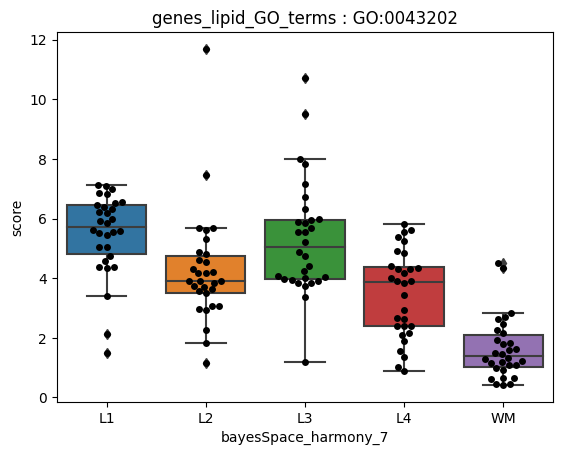 genes_lipid_GO_terms : GO:0043202
12
10
8
6
4
2
0
score
L1 L2 L3 L4 WM
bayesSpace_harmony_7